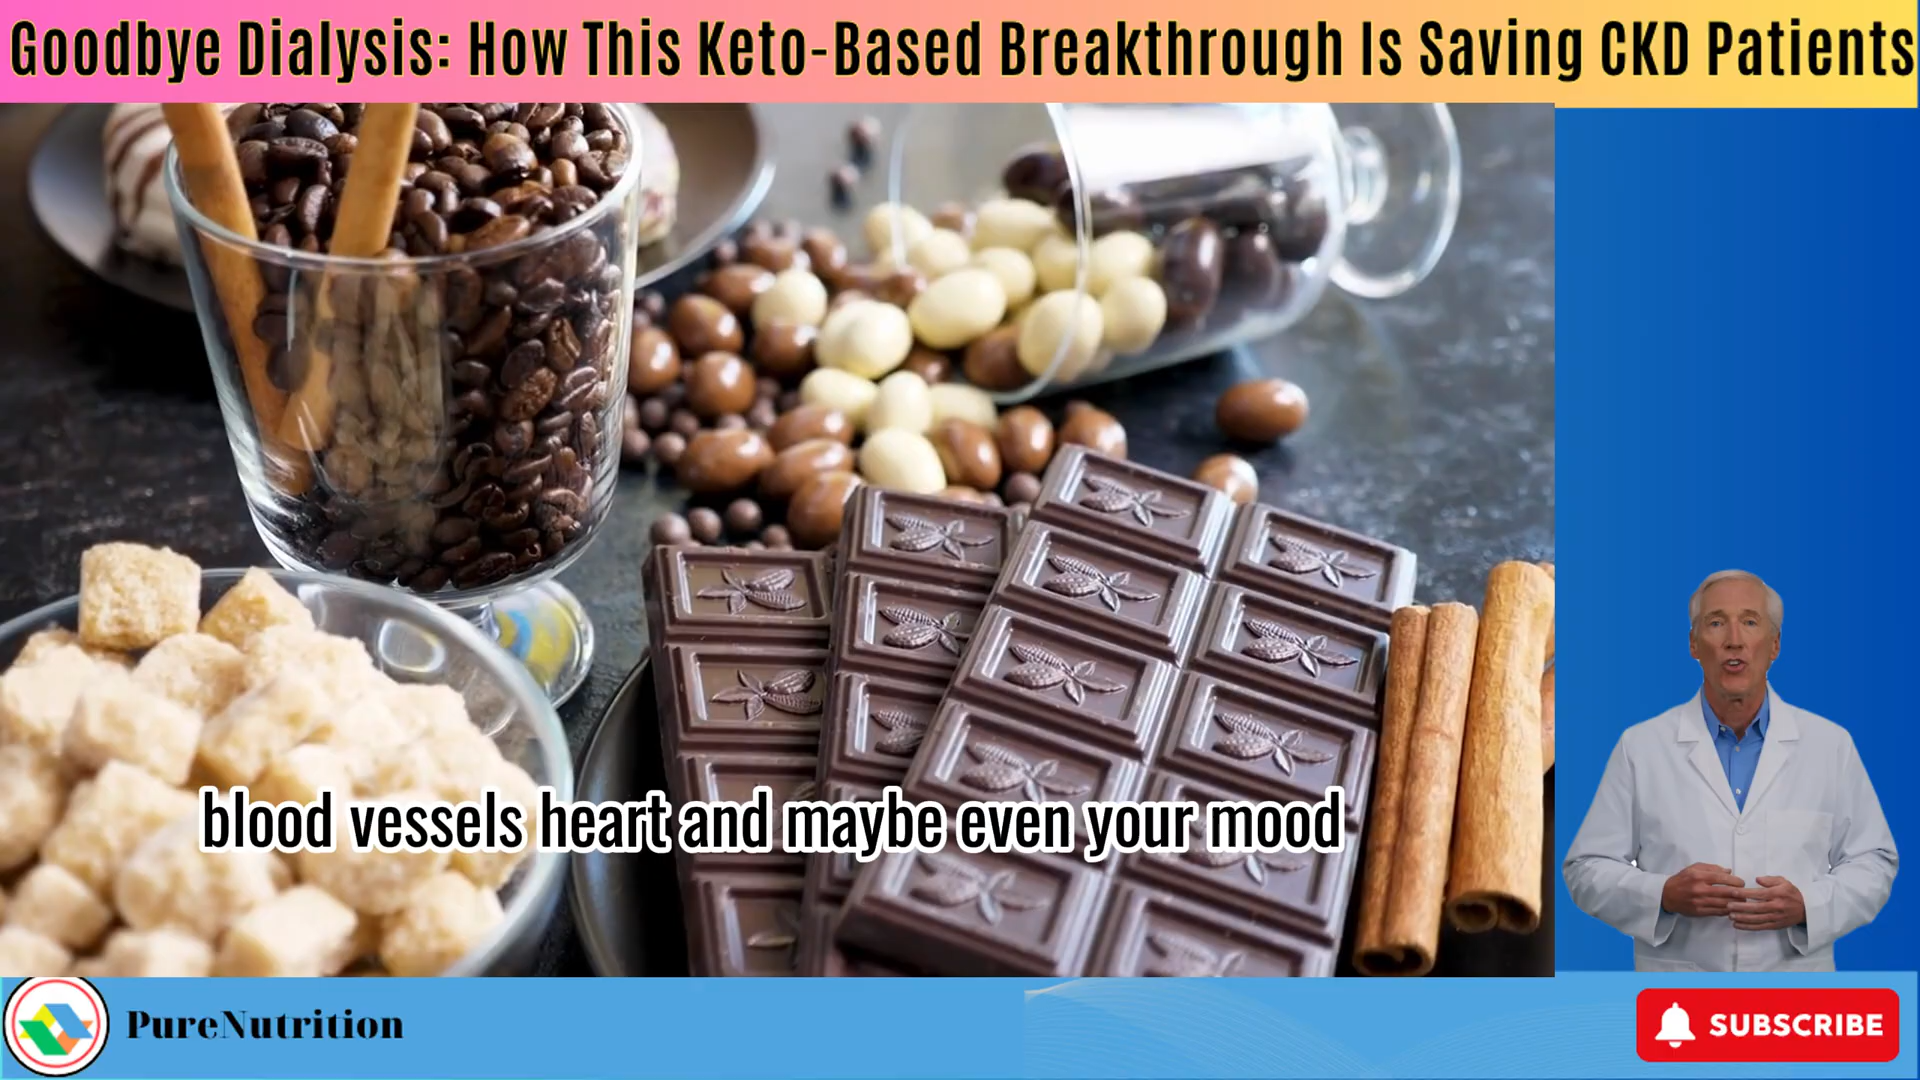 Goodbye Dialysis: How This Keto-Based Breakthrough Is Saving CKD Patients
blood vessels heart and maybe even your mood
PureNutrition
SUBSCRIBE